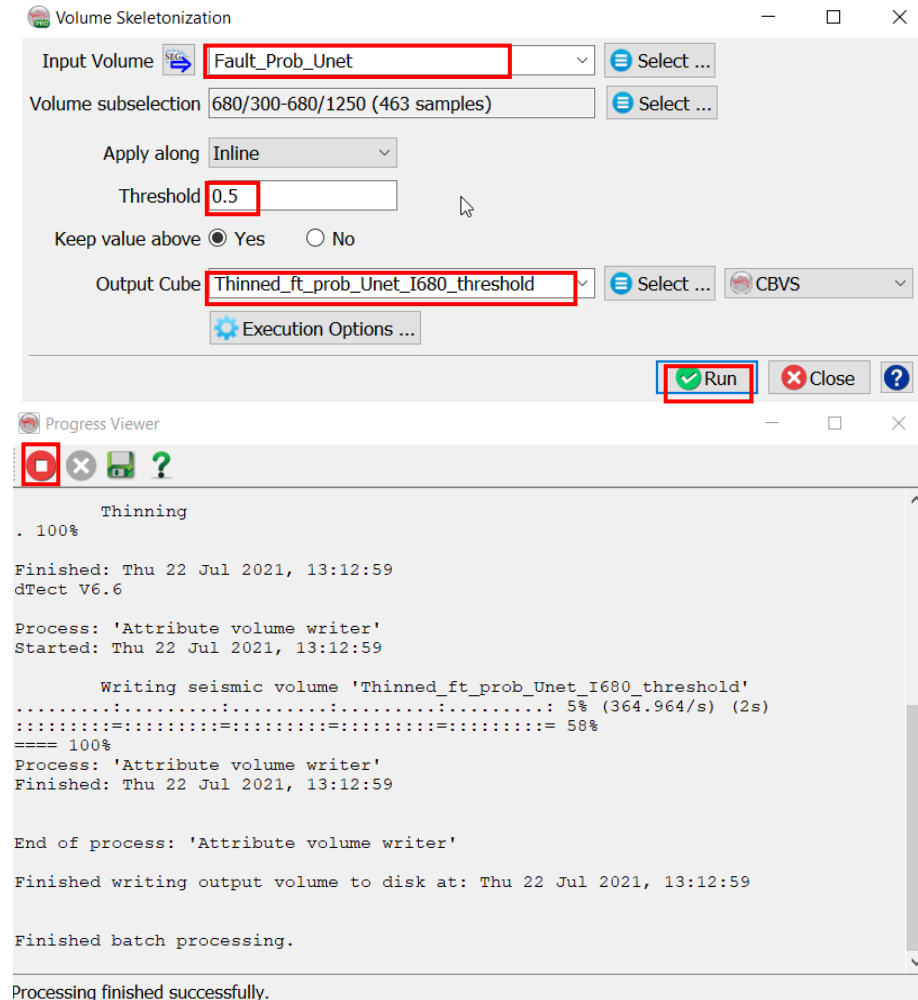 Volume Skeletonization
Input Volume SEG Fault_Prob_Unet Select ...
Volume subselection 680/300-680/1250 (463 samples) Select ...
Apply along Inline
Threshold 0.5
Keep value above Yes No
Output Cube Thinned_ft_prob_Unet_I680_threshold Select ... CBVS
Execution Options ...
Run Close ?
Progress Viewer
?
Thinning
. 100%
Finished: Thu 22 Jul 2021, 13:12:59
dTect V6.6
Process: 'Attribute volume writer'
Started: Thu 22 Jul 2021, 13:12:59
Writing seismic volume 'Thinned_ft_prob_Unet_I680_threshold'
.........:.........:.........:.........:.........: 5% (364.964/s) (2s)
:::::::::=:::::::::=:::::::::=:::::::::=:::::::::= 58%
==== 100%
Process: 'Attribute volume writer'
Finished: Thu 22 Jul 2021, 13:12:59
End of process: 'Attribute volume writer'
Finished writing output volume to disk at: Thu 22 Jul 2021, 13:12:59
Finished batch processing.
Processing finished successfully.